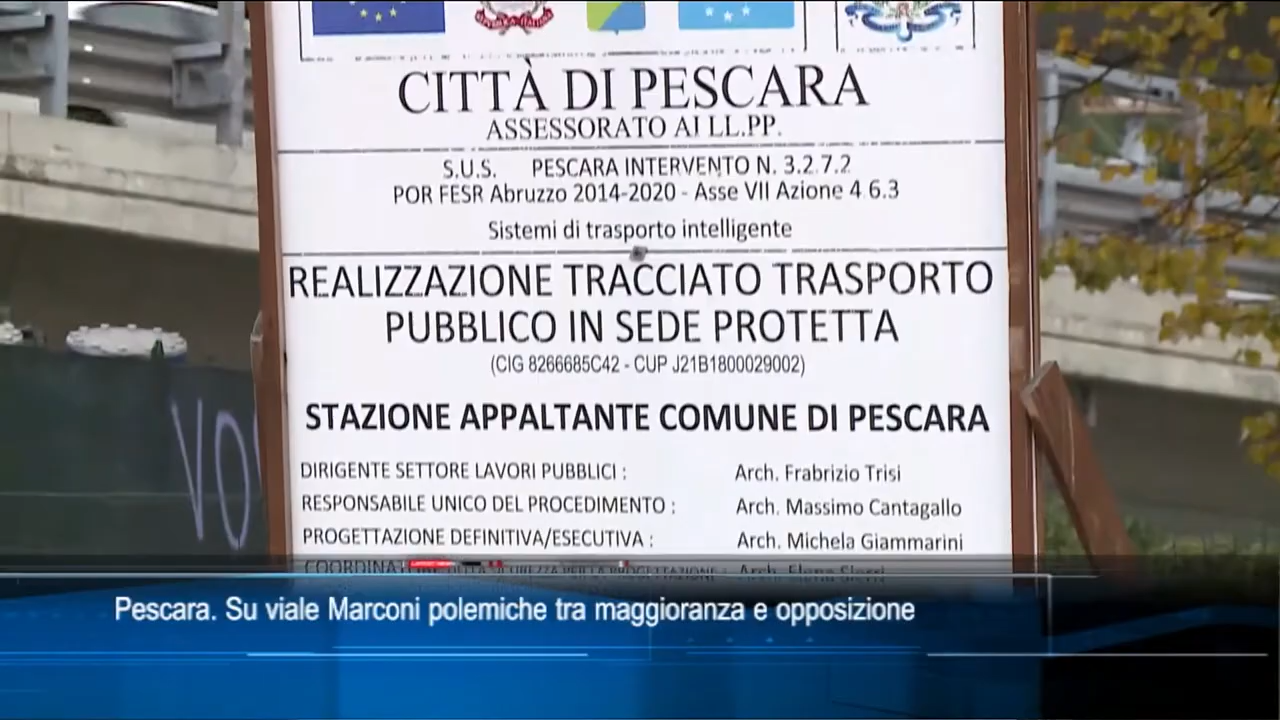 CITTÀ DI PESCARA
ASSESSORATO AI LL.PP.
S.U.S. PESCARA INTERVENTO N. 3.2.7.2
POR FESR Abruzzo 2014-2020 - Asse VII Azione 4.6.3
Sistemi di trasporto intelligente
REALIZZAZIONE TRACCIATO TRASPORTO
PUBBLICO IN SEDE PROTETTA
(CIG 8266685C42 - CUP J21B1800029002)
STAZIONE APPALTANTE COMUNE DI PESCARA
DIRIGENTE SETTORE LAVORI PUBBLICI : Arch. Frabrizio Trisi
RESPONSABILE UNICO DEL PROCEDIMENTO : Arch. Massimo Cantagallo
PROGETTAZIONE DEFINITIVA/ESECUTIVA : Arch. Michela Giammarini
VO
Pescara. Su viale Marconi polemiche tra maggioranza e opposizione